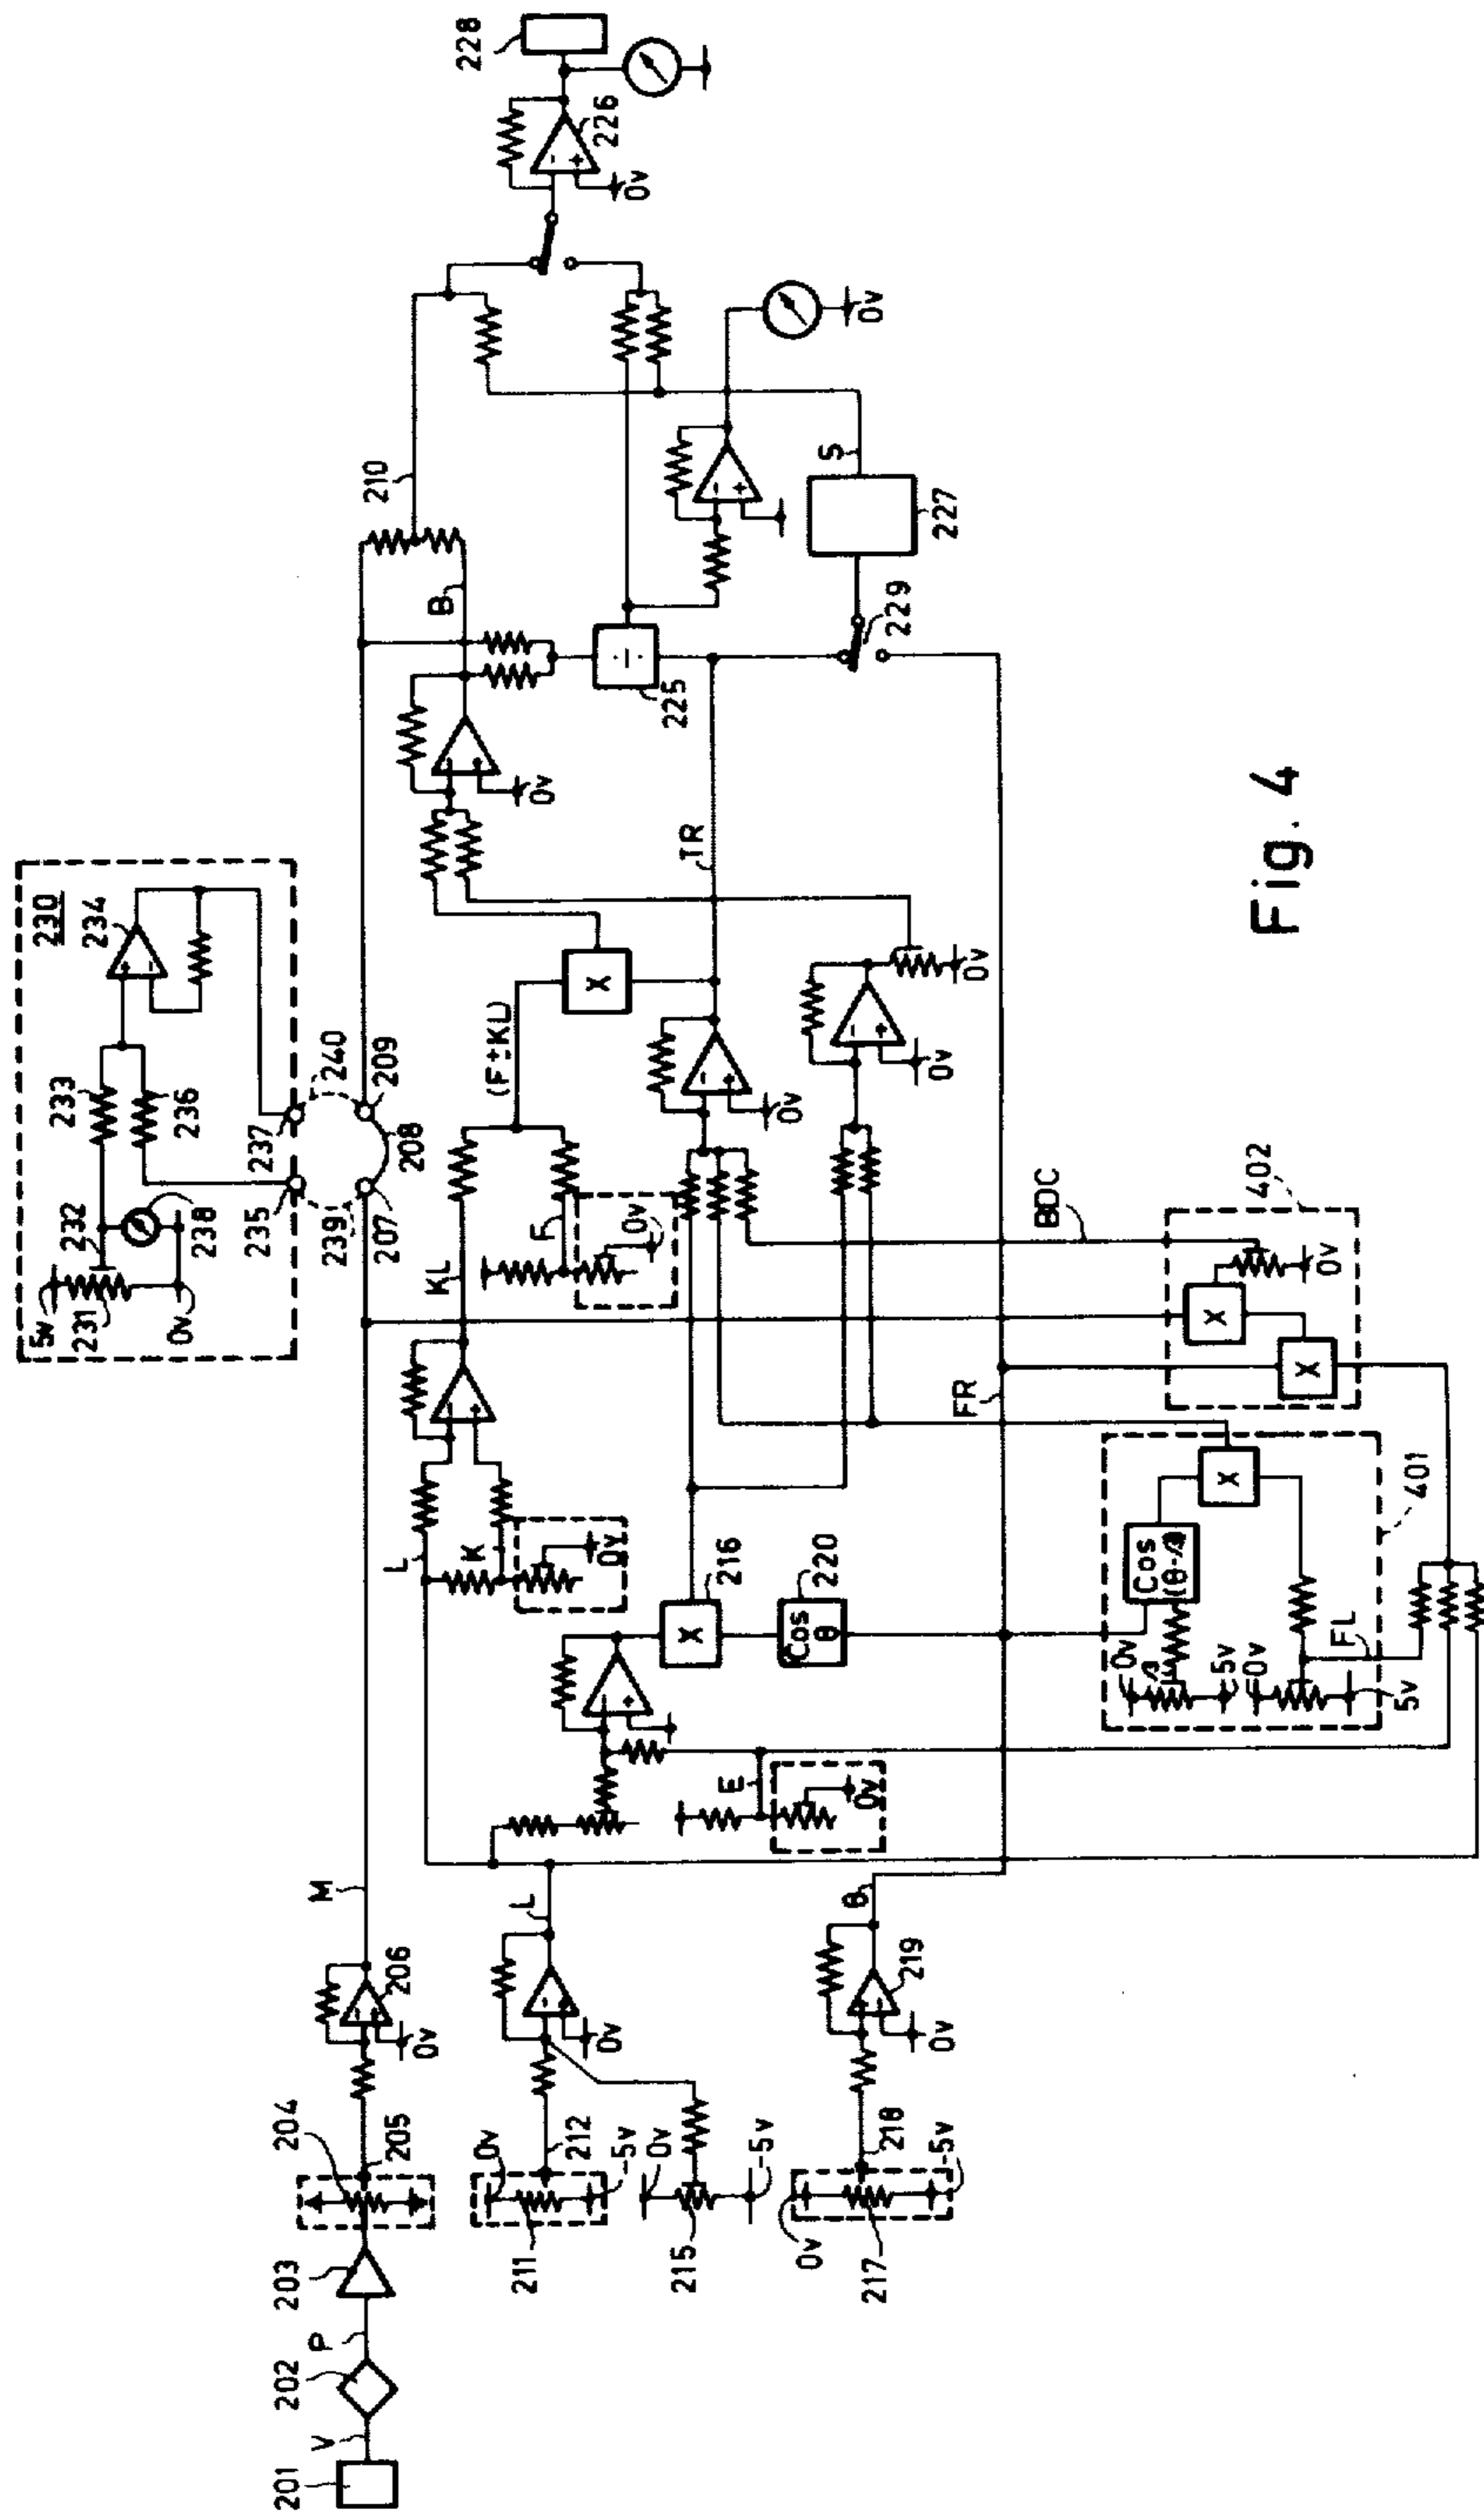 201
V
202
P
203
204
205
0v
206
M
211
0v
212
-5v
215
0v
-5v
0v
L
0v
217
218
-5v
0v
219
θ
E
0v
L
K
0v
216
X
Cos θ
220
KL
F
0v
(F±KL)
X
0v
0v
0v
TR
B
0v
÷
225
229
227
S
0v
210
0v
226
228
230
5v
231
232
0v
238
233
236
234
235
237
239
240
207
208
209
FR
BDC
401
0v
5v
0v
5v
FL
X
402
X
X
0v
Fig. 4